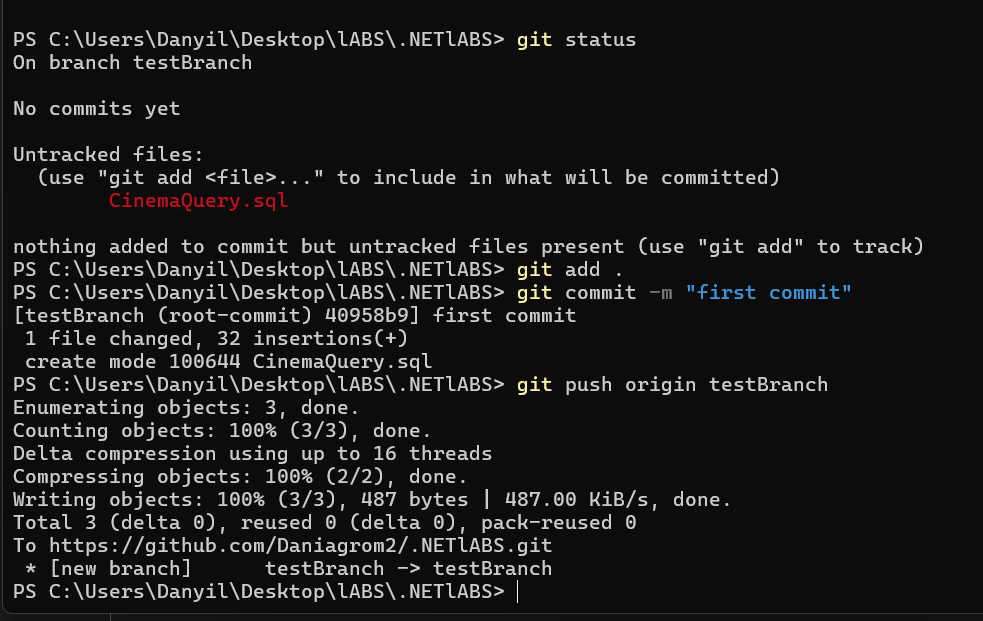 PS C:\Users\Danyil\Desktop\lABS\.NETlABS> git status
On branch testBranch

No commits yet

Untracked files:
  (use "git add <file>..." to include in what will be committed)
        CinemaQuery.sql

nothing added to commit but untracked files present (use "git add" to track)
PS C:\Users\Danyil\Desktop\lABS\.NETlABS> git add .
PS C:\Users\Danyil\Desktop\lABS\.NETlABS> git commit -m "first commit"
[testBranch (root-commit) 40958b9] first commit
 1 file changed, 32 insertions(+)
 create mode 100644 CinemaQuery.sql
PS C:\Users\Danyil\Desktop\lABS\.NETlABS> git push origin testBranch
Enumerating objects: 3, done.
Counting objects: 100% (3/3), done.
Delta compression using up to 16 threads
Compressing objects: 100% (2/2), done.
Writing objects: 100% (3/3), 487 bytes | 487.00 KiB/s, done.
Total 3 (delta 0), reused 0 (delta 0), pack-reused 0
To https://github.com/Daniagrom2/.NETlABS.git
 * [new branch]      testBranch -> testBranch
PS C:\Users\Danyil\Desktop\lABS\.NETlABS>